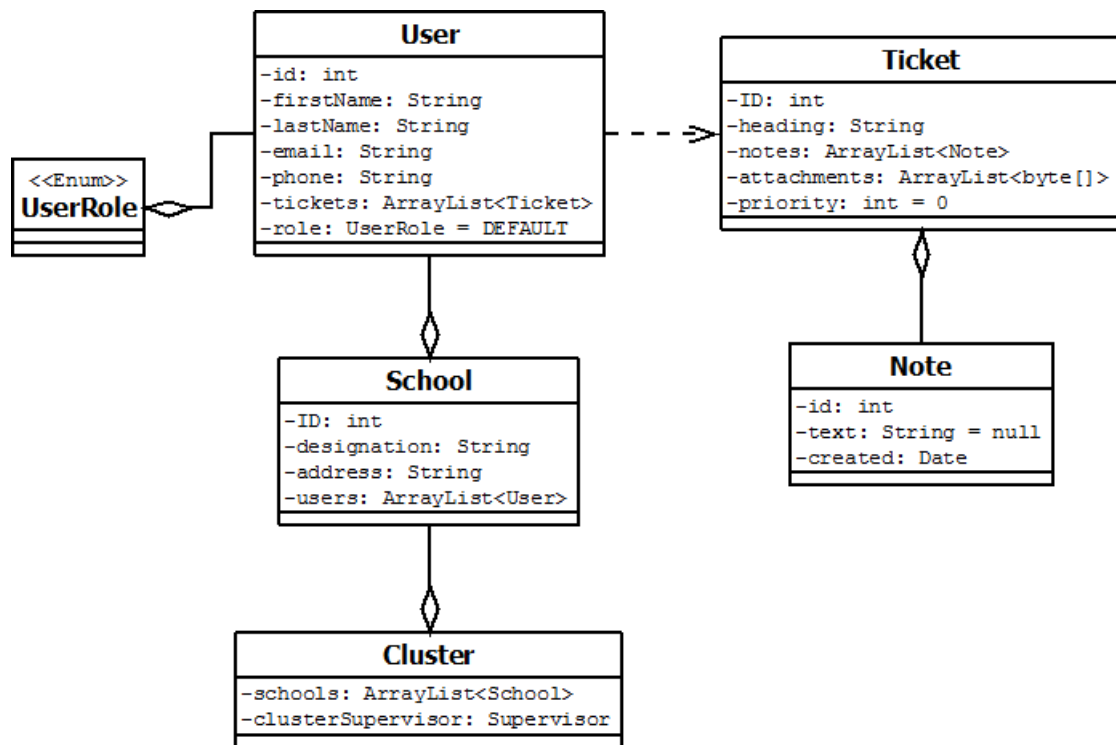 User
-id: int
-firstName: String
-lastName: String
-email: String
-phone: String
-tickets: ArrayList<Ticket>
-role: UserRole = DEFAULT
<<Enum>>
UserRole
Ticket
-ID: int
-heading: String
-notes: ArrayList<Note>
-attachments: ArrayList<byte[]>
-priority: int = 0
School
-ID: int
-designation: String
-address: String
-users: ArrayList<User>
Note
-id: int
-text: String = null
-created: Date
Cluster
-schools: ArrayList<School>
-clusterSupervisor: Supervisor